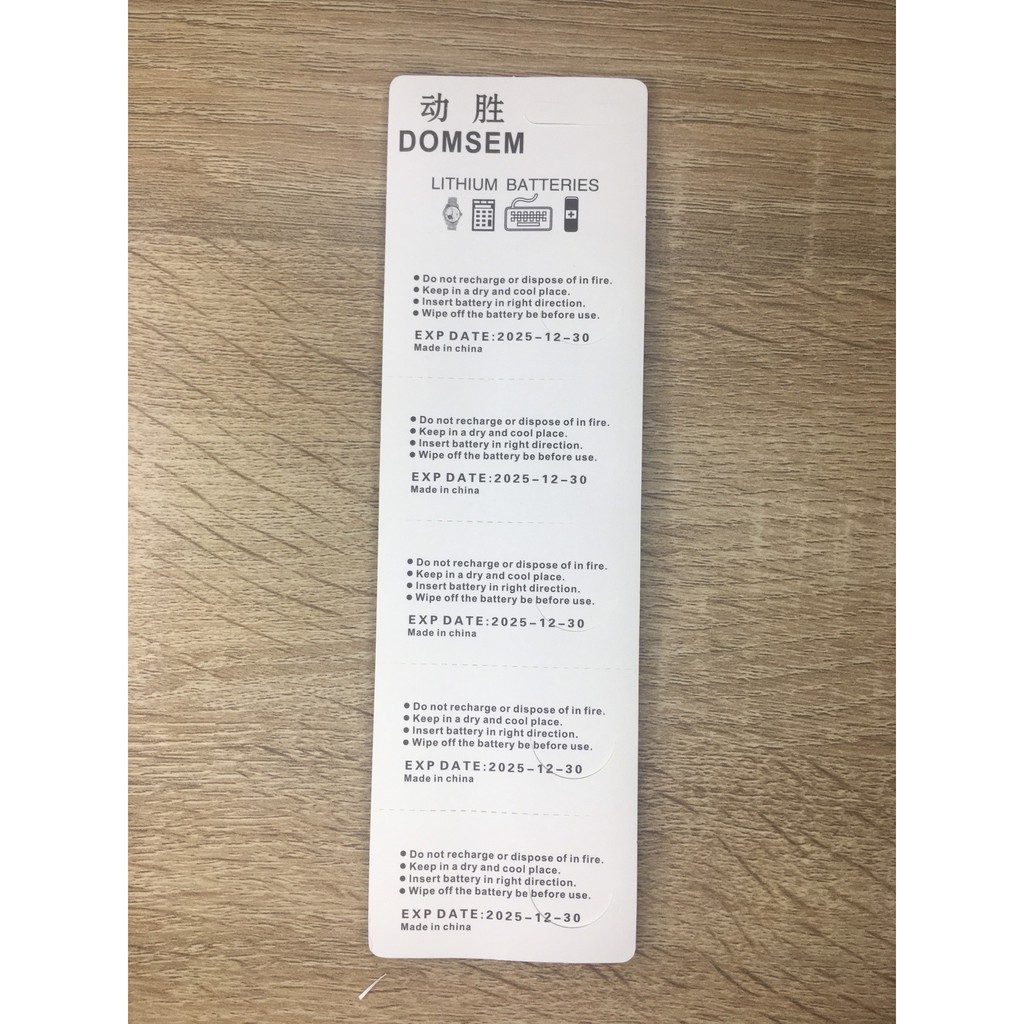 动 胜
DOMSEM
LITHIUM BATTERIES
● Do not recharge or dispose of in fire.
● Keep in a dry and cool place.
● Insert battery in right direction.
● Wipe off the battery be before use.
EXP DATE:2025-12-30
Made in china
● Do not recharge or dispose of in fire.
● Keep in a dry and cool place.
● Insert battery in right direction.
● Wipe off the battery be before use.
EXP DATE:2025-12-30
Made in china
● Do not recharge or dispose of in fire.
● Keep in a dry and cool place.
● Insert battery in right direction.
● Wipe off the battery be before use.
EXP DATE:2025-12-30
Made in china
● Do not recharge or dispose of in fire.
● Keep in a dry and cool place.
● Insert battery in right direction.
● Wipe off the battery be before use.
EXP DATE:2025-12-30
Made in china
● Do not recharge or dispose of in fire.
● Keep in a dry and cool place.
● Insert battery in right direction.
● Wipe off the battery be before use.
EXP DATE:2025-12-30
Made in china